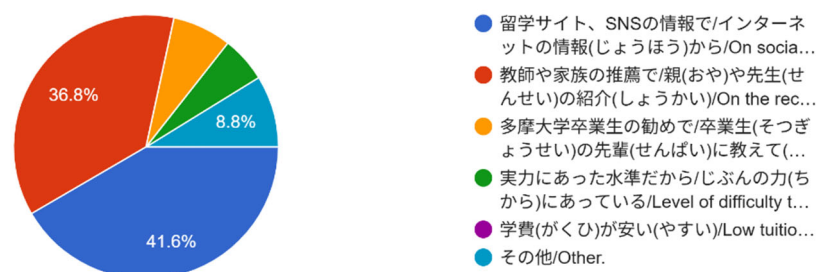 36.8%
8.8%
41.6%
留学サイト、SNSの情報で/インターネ
ットの情報(じょうほう)から/On socia…
教師や家族の推薦で/親(おや)や先生(せ
んせい)の紹介(しょうかい)/On the rec…
多摩大学卒業生の勧めで/卒業生(そつぎ
ょうせい)の先輩(せんぱい)に教えて(…
実力にあった水準だから/じぶんの力(ち
から)にあっている/Level of difficulty t…
学費(がくひ)が安い(やすい)/Low tuitio…
その他/Other.